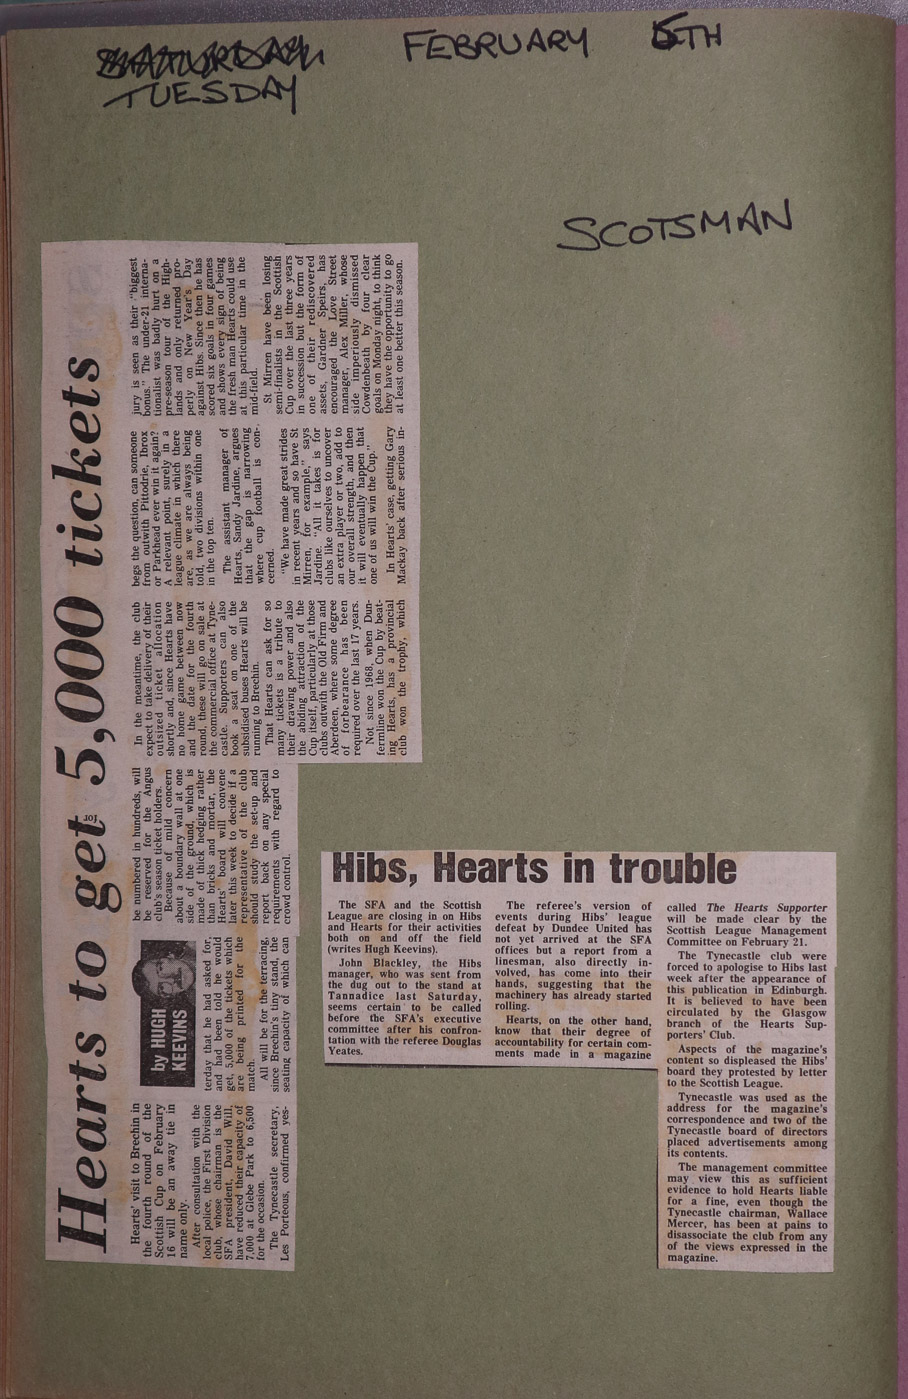 FEBRUARY 5TH
TUESDAY
SCOTSMAN
Hearts to get 5,000 tickets
Hearts' visit to Brechin in
the fourth round of the
Scottish Cup on February
16 will be an away tie in
name only.
After consultation with the
local police, the First Division
club, whose chairman is the
SFA president, David Will,
have reduced their capacity of
7,000 at Glebe Park to 6,500
for the occasion.
The Tynecastle secretary,
Les Porteous, confirmed yes-
by HUGH
KEEVINS
terday that he had asked for,
and had been told he would
get, 5,000 of the tickets which
are being printed for the
match.
All will be for the terracing,
since Brechin's tiny stand, the
seating capacity of which can
be numbered in hundreds, will
be reserved for the Angus
club's season ticket holders.
Because of mild concern
about a boundary wall at one
side of the ground, which is
made of thick hedging rather
than bricks and mortar, the
Hearts' board will convene
later this week to decide if a
representative of the club
should study the set-up and
report back on any special
requirements with regard to
crowd control.
In the meantime, the club
expect to take delivery of their
outsized ticket allocation
shortly and, since Hearts have
no home game between now
and the date for the fourth
round, these will go on sale at
the commercial office at Tyne-
castle. Supporters can also
book a seat on one of the
subsidised buses Hearts will be
running to Brechin.
That Hearts can ask for so
many tickets is a tribute to
their drawing power and also
the abiding attraction of the
Cup itself, particularly at those
clubs outwith the Old Firm and
Aberdeen, where some degree
of forbearance has been
required over the last 17 years.
Not since 1968, when Dun-
fermline won the Cup by beat-
ing Hearts, has a provincial
club won the trophy, which
begs the question, can someone
from outwith Pittodrie, Ibrox
or Parkhead ever win it again?
A relevant point, surely in a
league climate in which there
are, as we are always being
told, two divisions within one
in the top ten.
The assistant manager of
Hearts, Sandy Jardine, argues
that the gap is narrowing
where cup football is con-
cerned.
"We have made great strides
in recent years and so have St
Mirren, for example," says
Jardine. "All it takes is for
clubs like ourselves to uncover
an extra player or two, add to
our overall strength, and then
it will eventually happen that
one of us will win the Cup."
In Hearts' case, getting Gary
Mackay back after serious in-
jury is seen as their "biggest
bonus." The under-21 interna-
tionalist was badly hurt on a
pre-season tour of the High-
lands and only returned pro-
perly on New Year's Day
against Hibs. Since then he has
scored six goals in four games
and shows every sign of being
the fresh man Hearts could use
at this particular time in the
mid-field.
St Mirren have been losing
semi-finalists in the Scottish
Cup over the last three years
in succession but the form of
one of their rediscovered
assets, Gardner Speirs, has
encouraged the Love Street
manager, Alex Miller, whose
side imperiously dismissed
Cowdenbeath by four clear
goals on Monday night, to think
they have the opportunity to go
at least one better this season.
Hibs, Hearts in trouble
The SFA and the Scottish
League are closing in on Hibs
and Hearts for their activities
both on and off the field
(writes Hugh Keevins).
John Blackley, the Hibs
manager, who was sent from
the dug out to the stand at
Tannadice last Saturday,
seems certain to be called
before the SFA's executive
committee after his confron-
tation with the referee Douglas
Yeates.
The referee's version of
events during Hibs' league
defeat by Dundee United has
not yet arrived at the SFA
offices but a report from a
linesman, also directly in-
volved, has come into their
hands, suggesting that the
machinery has already started
rolling.
Hearts, on the other hand,
know that their degree of
accountability for certain com-
ments made in a magazine
called The Hearts Supporter
will be made clear by the
Scottish League Management
Committee on February 21.
The Tynecastle club were
forced to apologise to Hibs last
week after the appearance of
this publication in Edinburgh.
It is believed to have been
circulated by the Glasgow
branch of the Hearts Sup-
porters' Club.
Aspects of the magazine's
content so displeased the Hibs'
board they protested by letter
to the Scottish League.
Tynecastle was used as the
address for the magazine's
correspondence and two of the
Tynecastle board of directors
placed advertisements among
its contents.
The management committee
may view this as sufficient
evidence to hold Hearts liable
for a fine, even though the
Tynecastle chairman, Wallace
Mercer, has been at pains to
disassociate the club from any
of the views expressed in the
magazine.